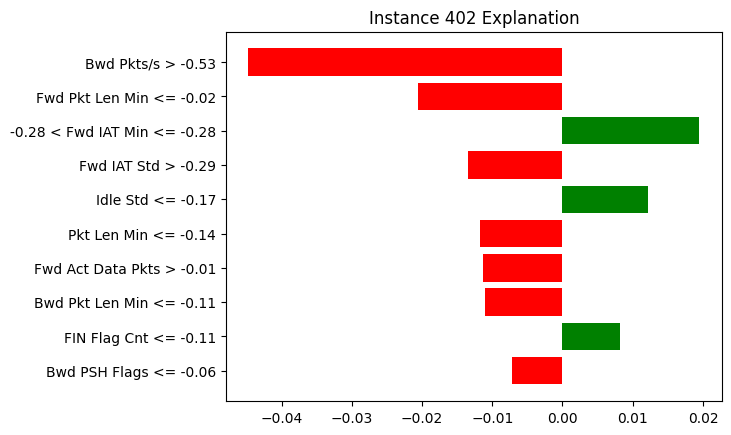 Instance 402 Explanation
Bwd Pkts/s > -0.53
Fwd Pkt Len Min <= -0.02
-0.28 < Fwd IAT Min <= -0.28
Fwd IAT Std > -0.29
Idle Std <= -0.17
Pkt Len Min <= -0.14
Fwd Act Data Pkts > -0.01
Bwd Pkt Len Min <= -0.11
FIN Flag Cnt <= -0.11
Bwd PSH Flags <= -0.06
−0.04 −0.03 −0.02 −0.01 0.00 0.01 0.02